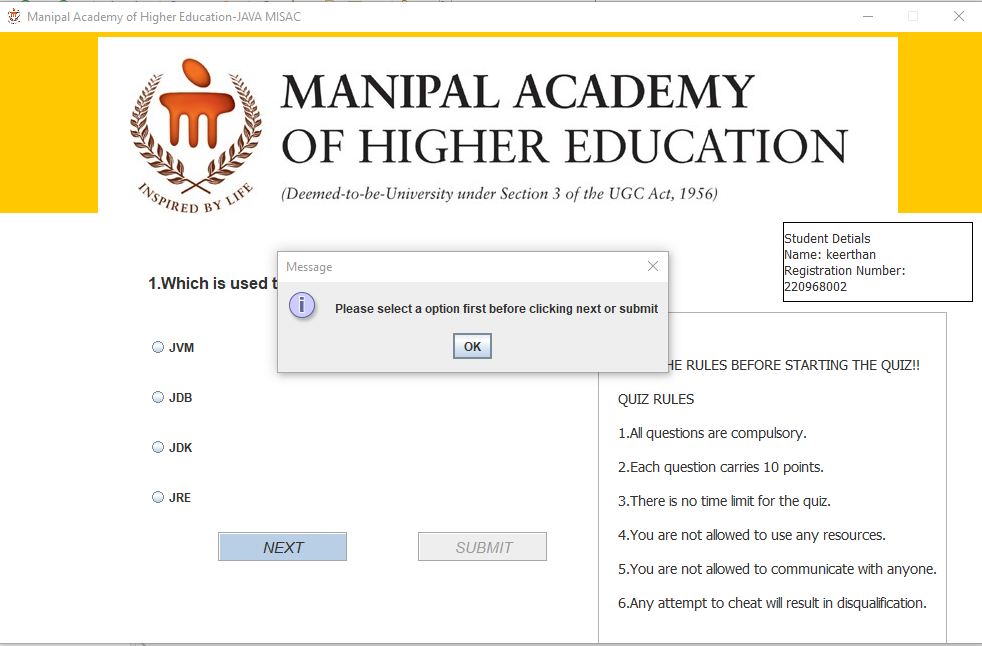 Manipal Academy of Higher Education-JAVA MISAC
MANIPAL ACADEMY
OF HIGHER EDUCATION
(Deemed-to-be-University under Section 3 of the UGC Act, 1956)
INSPIRED BY LIFE
Student Detials
Name: keerthan
Registration Number:
220968002
1.Which is used
Message
Please select a option first before clicking next or submit
OK
JVM
JDB
JDK
JRE
NEXT
SUBMIT
RULES BEFORE STARTING THE QUIZ!!
QUIZ RULES
1.All questions are compulsory.
2.Each question carries 10 points.
3.There is no time limit for the quiz.
4.You are not allowed to use any resources.
5.You are not allowed to communicate with anyone.
6.Any attempt to cheat will result in disqualification.